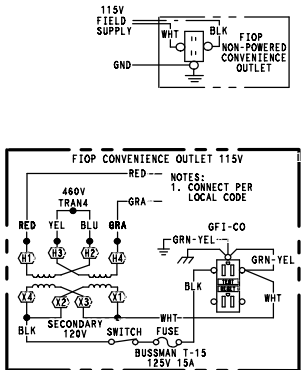 115V
FIELD
SUPPLY
WHT
BLK
FIOP
NON-POWERED
CONVENIENCE
OUTLET
GND
FIOP CONVENIENCE OUTLET 115V
RED
NOTES:
1. CONNECT PER
LOCAL CODE
460V
TRAN4
GRA
RED YEL BLU GRA
GFI-CO
GRN-YEL
H1 H3 H2 H4
GRN-YEL
BLK
TEST
RESET
X4 X2 X3 X1
WHT
WHT
BLK
SECONDARY
120V
SWITCH FUSE
BUSSMAN T-15
125V 15A